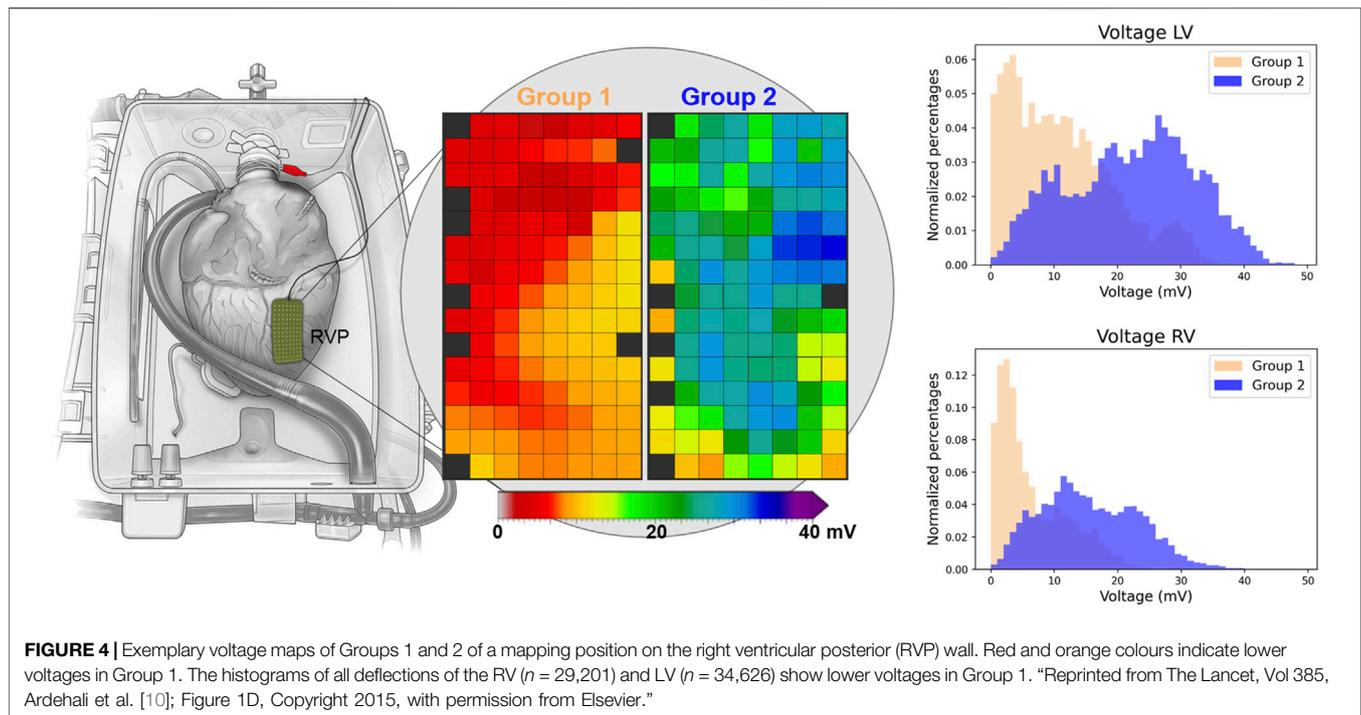 Group 1
Group 2
RVP
0
20
40 mV
Voltage LV
Group 1
Group 2
Normalized percentages
0.06
0.05
0.04
0.03
0.02
0.01
0.00
0
10
20
30
40
50
Voltage (mV)
Voltage RV
Group 1
Group 2
Normalized percentages
0.12
0.10
0.08
0.06
0.04
0.02
0.00
0
10
20
30
40
50
Voltage (mV)
FIGURE 4 | Exemplary voltage maps of Groups 1 and 2 of a mapping position on the right ventricular posterior (RVP) wall. Red and orange colours indicate lower
voltages in Group 1. The histograms of all deflections of the RV (n = 29,201) and LV (n = 34,626) show lower voltages in Group 1. “Reprinted from The Lancet, Vol 385,
Ardehali et al. [10]; Figure 1D, Copyright 2015, with permission from Elsevier.”